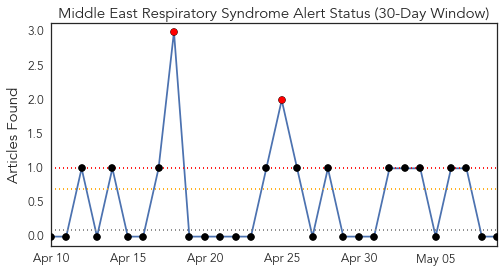 Middle East Respiratory Syndrome Alert Status (30-Day Window)
Articles Found
3.0
2.5
2.0
1.5
1.0
0.5
0.0
Apr 10 Apr 15 Apr 20 Apr 25 Apr 30 May 05